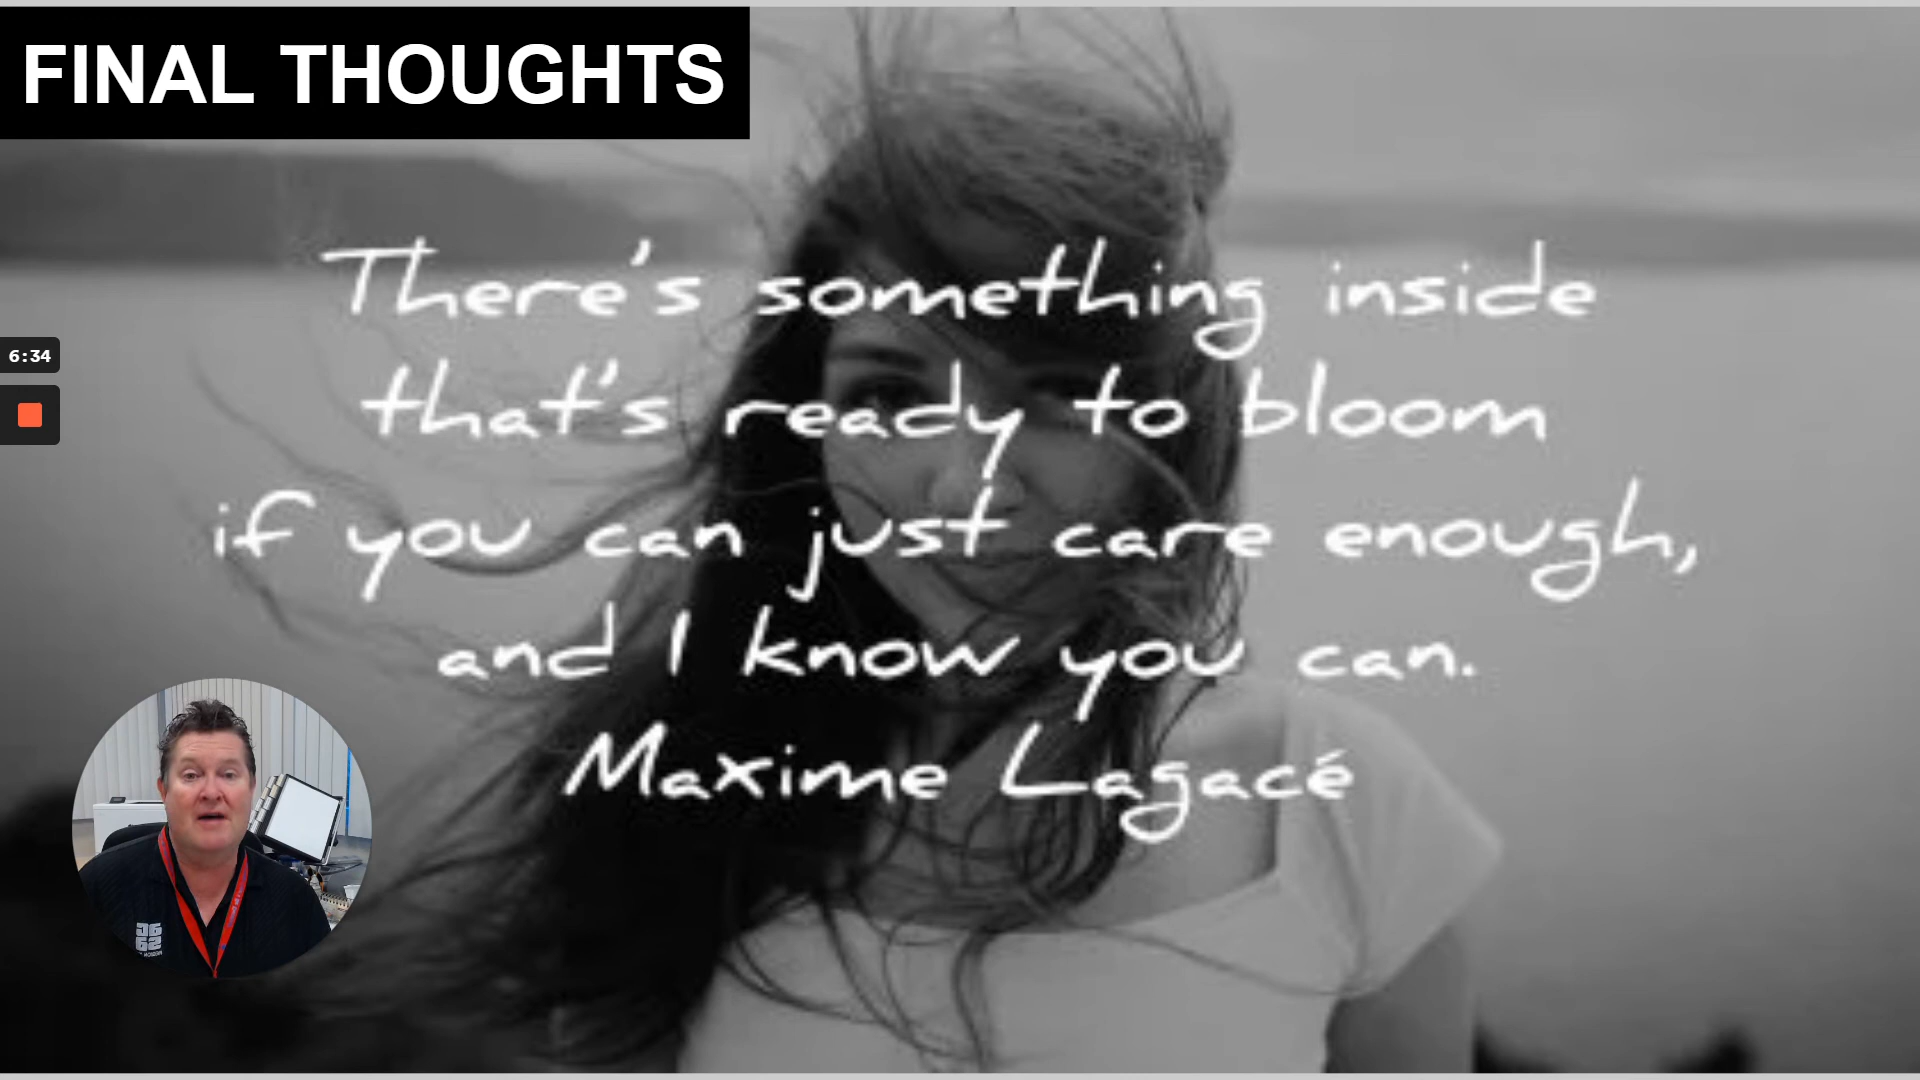 FINAL THOUGHTS
There's something inside
that's ready to bloom
if you can just care enough,
and I know you can.
Maxime Lagacé
6:34